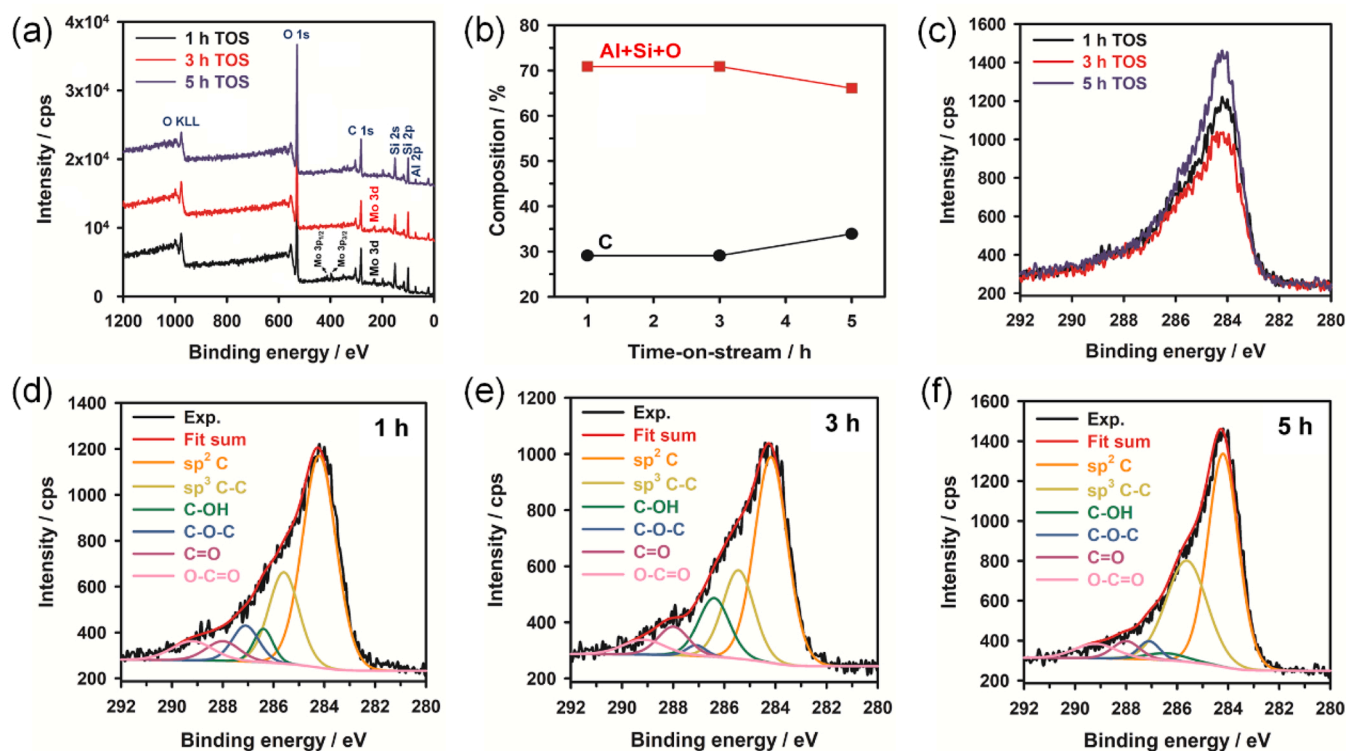 (a)
1 h TOS
3 h TOS
5 h TOS
O KLL
O 1s
C 1s
Si 2s
Si 2p
Al 2p
Mo 3d
Mo 3p1/2
Mo 3p3/2
Mo 3d
4x10⁴
3x10⁴
2x10⁴
10⁴
0
1200 1000 800 600 400 200 0
Intensity / cps
Binding energy / eV
(b)
Al+Si+O
C
90
80
70
60
50
40
30
20
1 2 3 4 5
Composition / %
Time-on-stream / h
(c)
1 h TOS
3 h TOS
5 h TOS
1600
1400
1200
1000
800
600
400
200
292 290 288 286 284 282 280
Intensity / cps
Binding energy / eV
(d)
1 h
Exp.
Fit sum
sp² C
sp³ C-C
C-OH
C-O-C
C=O
O-C=O
1400
1200
1000
800
600
400
200
292 290 288 286 284 282 280
Intensity / cps
Binding energy / eV
(e)
3 h
Exp.
Fit sum
sp² C
sp³ C-C
C-OH
C-O-C
C=O
O-C=O
1200
1000
800
600
400
200
292 290 288 286 284 282 280
Intensity / cps
Binding energy / eV
(f)
5 h
Exp.
Fit sum
sp² C
sp³ C-C
C-OH
C-O-C
C=O
O-C=O
1600
1400
1200
1000
800
600
400
200
292 290 288 286 284 282 280
Intensity / cps
Binding energy / eV